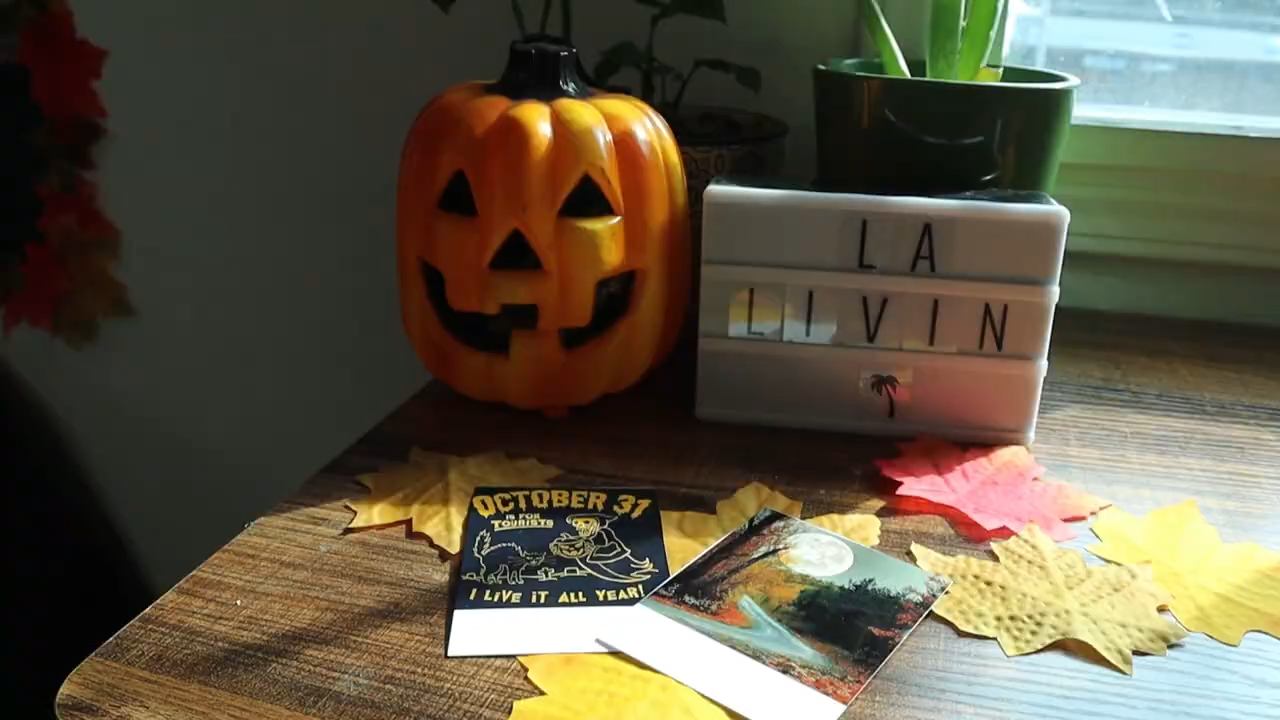 LA
LIVIN
OCTOBER 31
IS FOR
TOURISTS
I LIVE IT ALL YEAR!